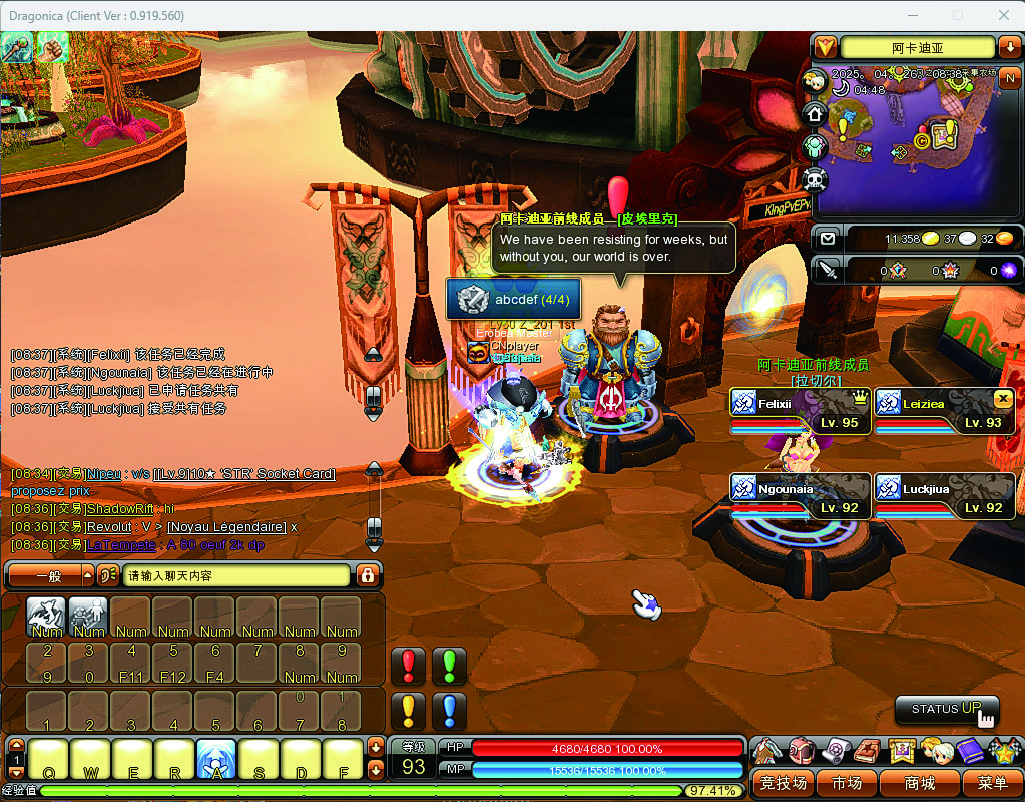 Dragonica (Client Ver : 0.919.560)
阿卡迪亚
N
04:48
KingPvEPv
11.358 37 32
0 0 0
阿卡迪亚前线成员 [皮埃里克]
We have been resisting for weeks, but
without you, our world is over.
abcdef (4/4)
Erobea Master
CNplayer
阿卡迪亚前线成员
[拉切尔]
Felixii
Lv. 95
Leiziea
Lv. 93
Ngounaia
Lv. 92
Luckjiua
Lv. 92
[08:37][系统][Felixii] 该任务已经完成
[08:37][系统][Ngounaia] 该任务已经在进行中
[08:37][系统][Luckjiua] 已申请任务共有
[08:37][系统][Luckjiua] 接受共有任务
[08:34][交易]Nipeu : v/s [[Lv.9]10★ 'STR' Socket Card]
proposez prix
[08:36][交易]ShadowRift : hi
[08:36][交易]Revolut : V > [Noyau Légendaire] x
[08:36][交易]LaTempete : A 80 oeuf 2k dp
一般 请输入聊天内容
Num Num Num Num Num Num Num Num
2 3 4 5 6 7 8 9
9 0 F11 F12 F4 Num Num
0 1
1 2 3 4 5 6 7 8
STATUS UP
1
Q W E R A S D F
等级
93
HP 4680/4680 100.00%
MP 15536/15536 100.00%
竞技场 市场 商城 菜单
经验值 97.41%